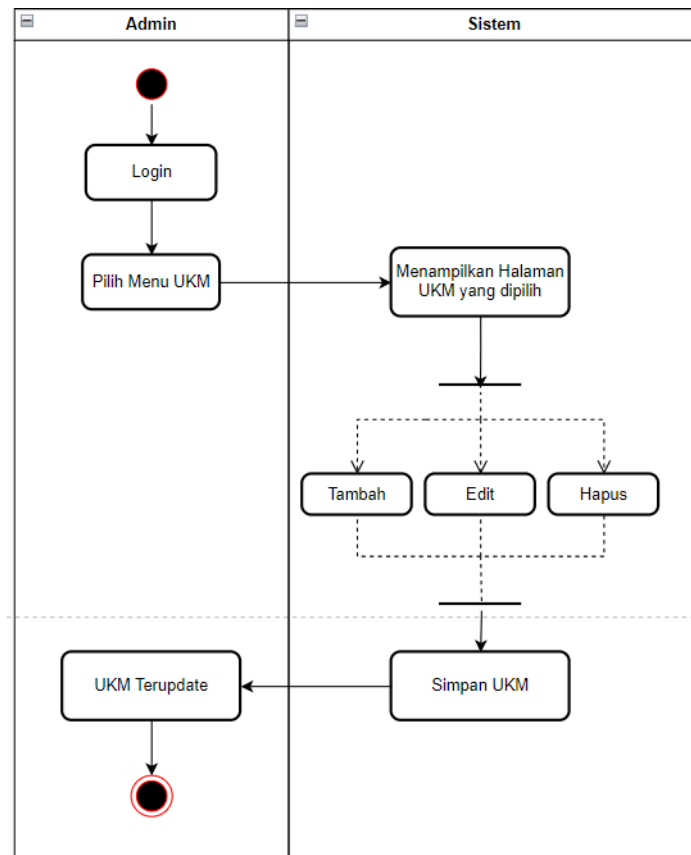 Admin
Sistem
Login
Pilih Menu UKM
Menampilkan Halaman
UKM yang dipilih
Tambah
Edit
Hapus
UKM Terupdate
Simpan UKM